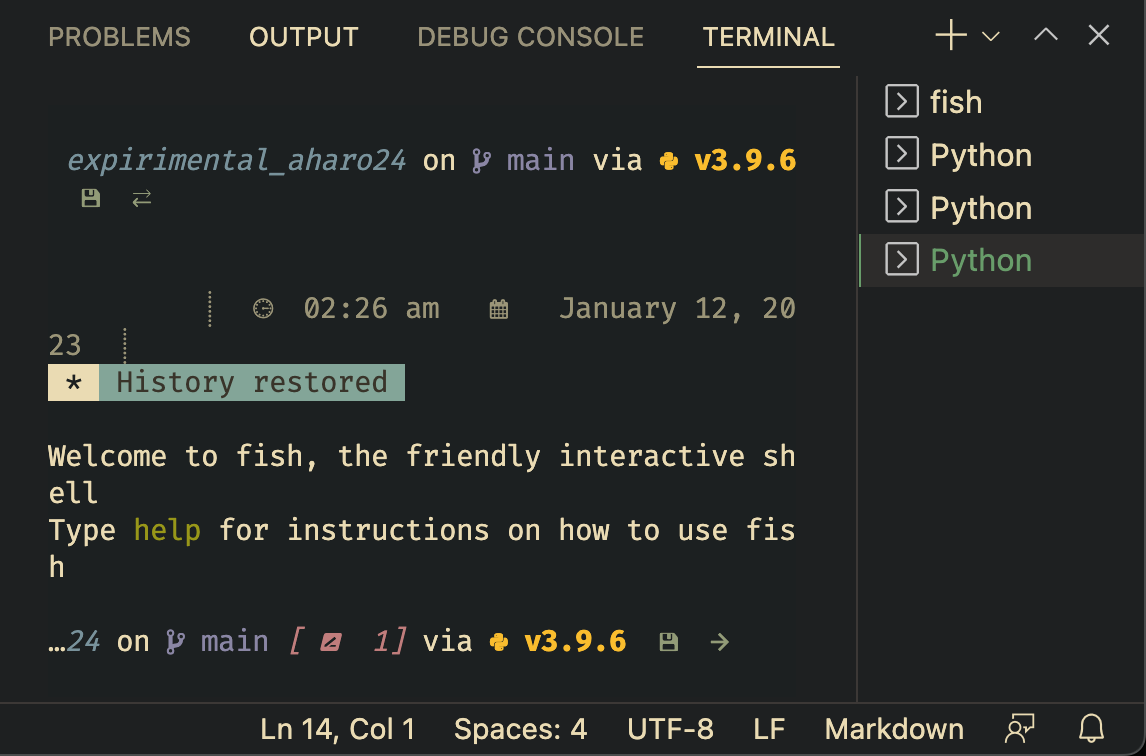 PROBLEMS OUTPUT DEBUG CONSOLE TERMINAL
expirimental_aharo24 on main via v3.9.6
02:26 am January 12, 20
23
* History restored
Welcome to fish, the friendly interactive sh
ell
Type help for instructions on how to use fis
h
…24 on main [ 1] via v3.9.6
fish
Python
Python
Python
Ln 14, Col 1 Spaces: 4 UTF-8 LF Markdown